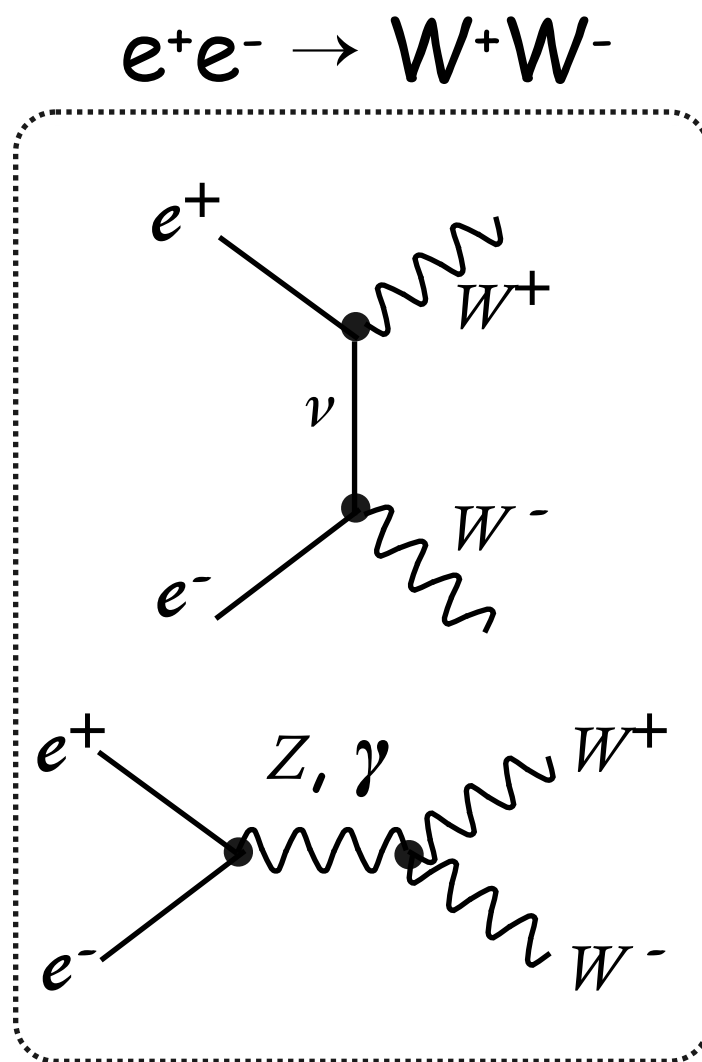 e⁺e⁻ → W⁺W⁻
e⁺
W⁺
ν
W⁻
e⁻
e⁺ Z, γ W⁺
e⁻ W⁻